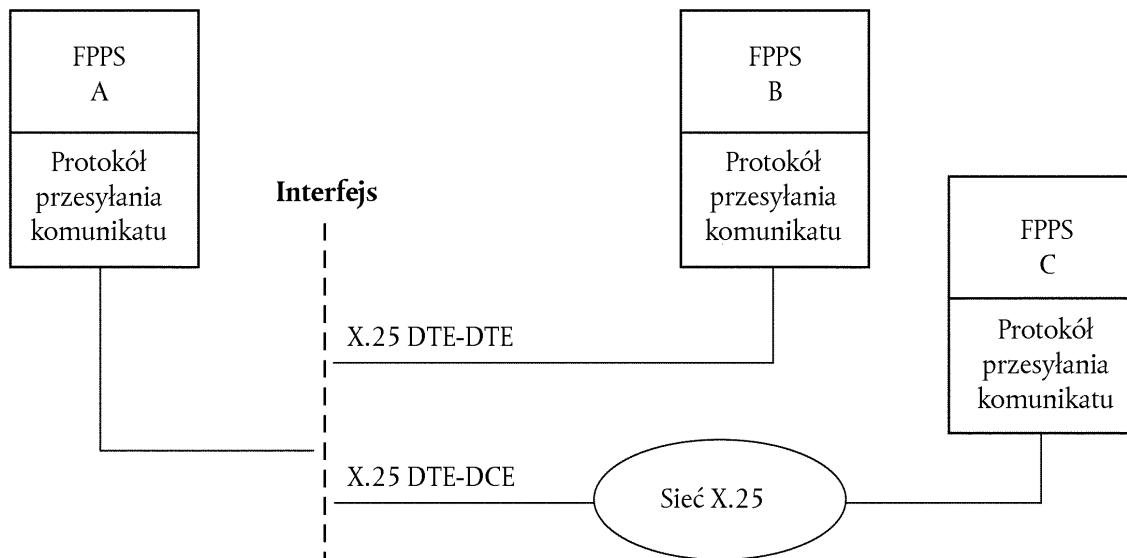 FPPS
A
Protokół
przesyłania
komunikatu
Interfejs
FPPS
B
Protokół
przesyłania
komunikatu
FPPS
C
Protokół
przesyłania
komunikatu
X.25 DTE-DTE
X.25 DTE-DCE
Sieć X.25